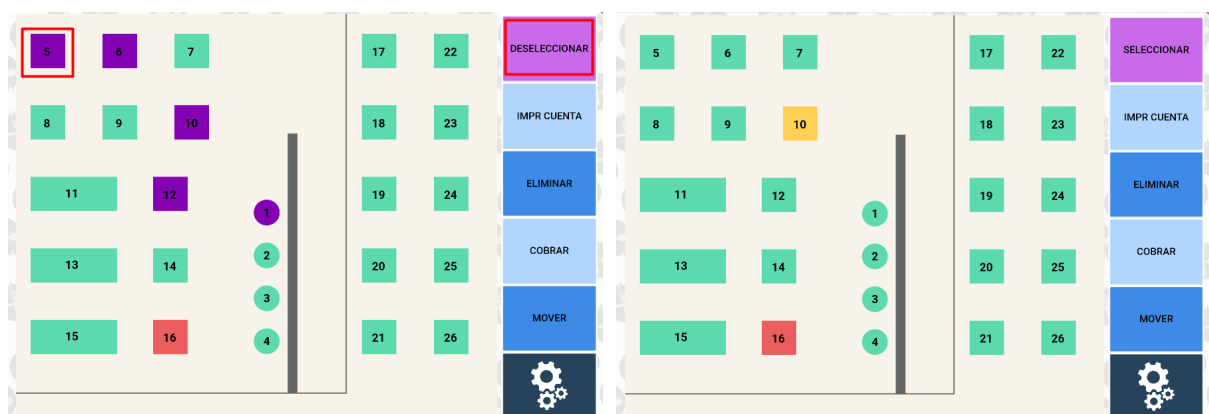 5 6 7 17 22 DESELECCIONAR
8 9 10 18 23 IMPR CUENTA
11 12 19 24 ELIMINAR
1
13 14 2 20 25 COBRAR
3
15 16 4 21 26 MOVER
5 6 7 17 22 SELECCIONAR
8 9 10 18 23 IMPR CUENTA
11 12 19 24 ELIMINAR
1
13 14 2 20 25 COBRAR
3
15 16 4 21 26 MOVER